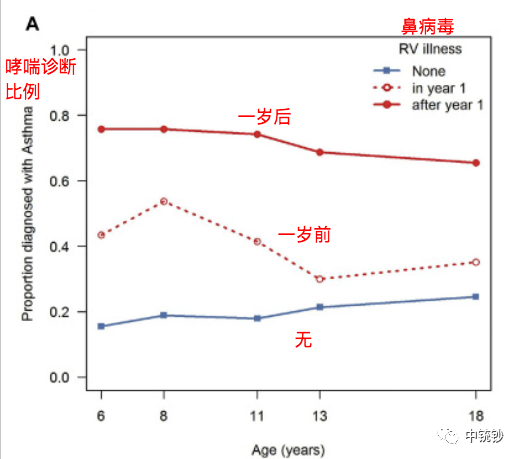 A
鼻病毒
RV illness
None
in year 1
after year 1
哮喘诊断
比例
Proportion diagnosed with Asthma
1.0
0.8
0.6
0.4
0.2
0.0
一岁后
一岁前
无
6 8 11 13 18
Age (years)
中铳钞